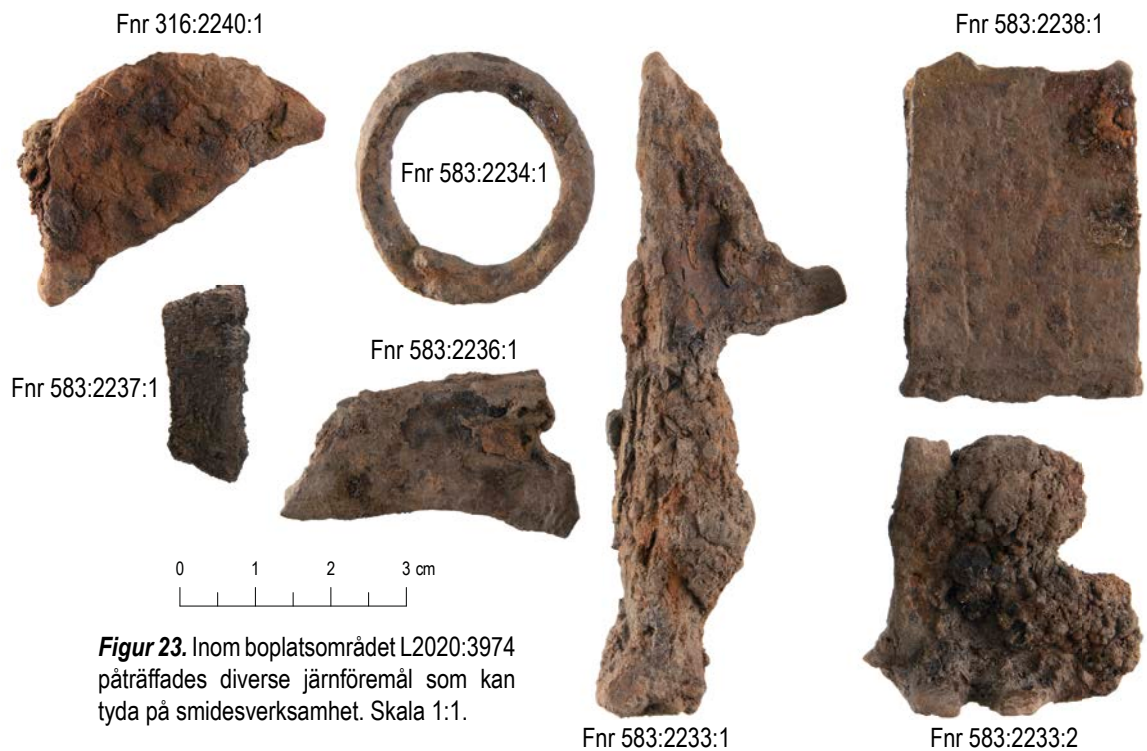 Fnr 316:2240:1
Fnr 583:2238:1
Fnr 583:2234:1
Fnr 583:2236:1
Fnr 583:2237:1
0 1 2 3 cm
Figur 23. Inom boplatsområdet L2020:3974
påträffades diverse järnföremål som kan
tyda på smidesverksamhet. Skala 1:1.
Fnr 583:2233:1
Fnr 583:2233:2